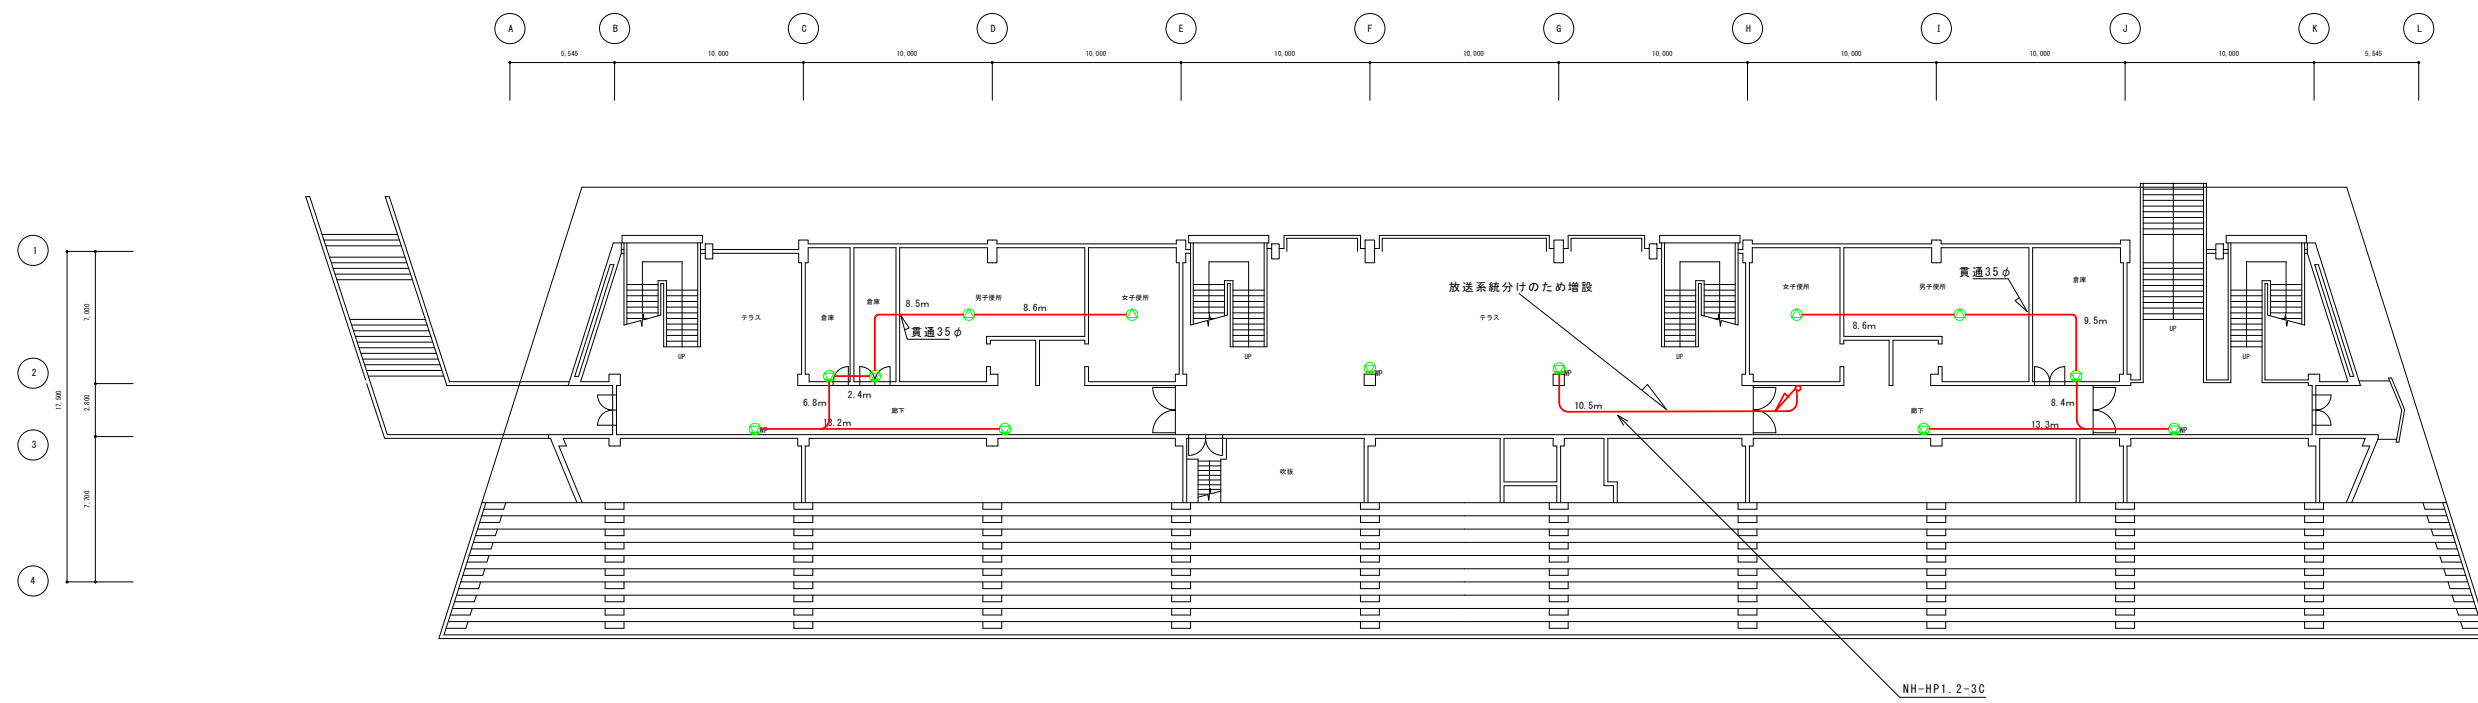 A B C D E F G H I J K L
5,545 10,000 10,000 10,000 10,000 10,000 10,000 10,000 10,000 10,000 5,545
1
2
3
4
7,000
2,800
7,700
17,500
UP
テラス
倉庫
倉庫
8.5m
貫通35φ
男子便所
8.6m
女子便所
2.4m
6.8m
廊下
13.2m
WP
UP
吹抜
WP
テラス
放送系統分けのため増設
WP
10.5m
UP
女子便所
8.6m
男子便所
貫通35φ
倉庫
9.5m
UP
UP
8.4m
廊下
13.3m
WP
NH-HP1.2-3C